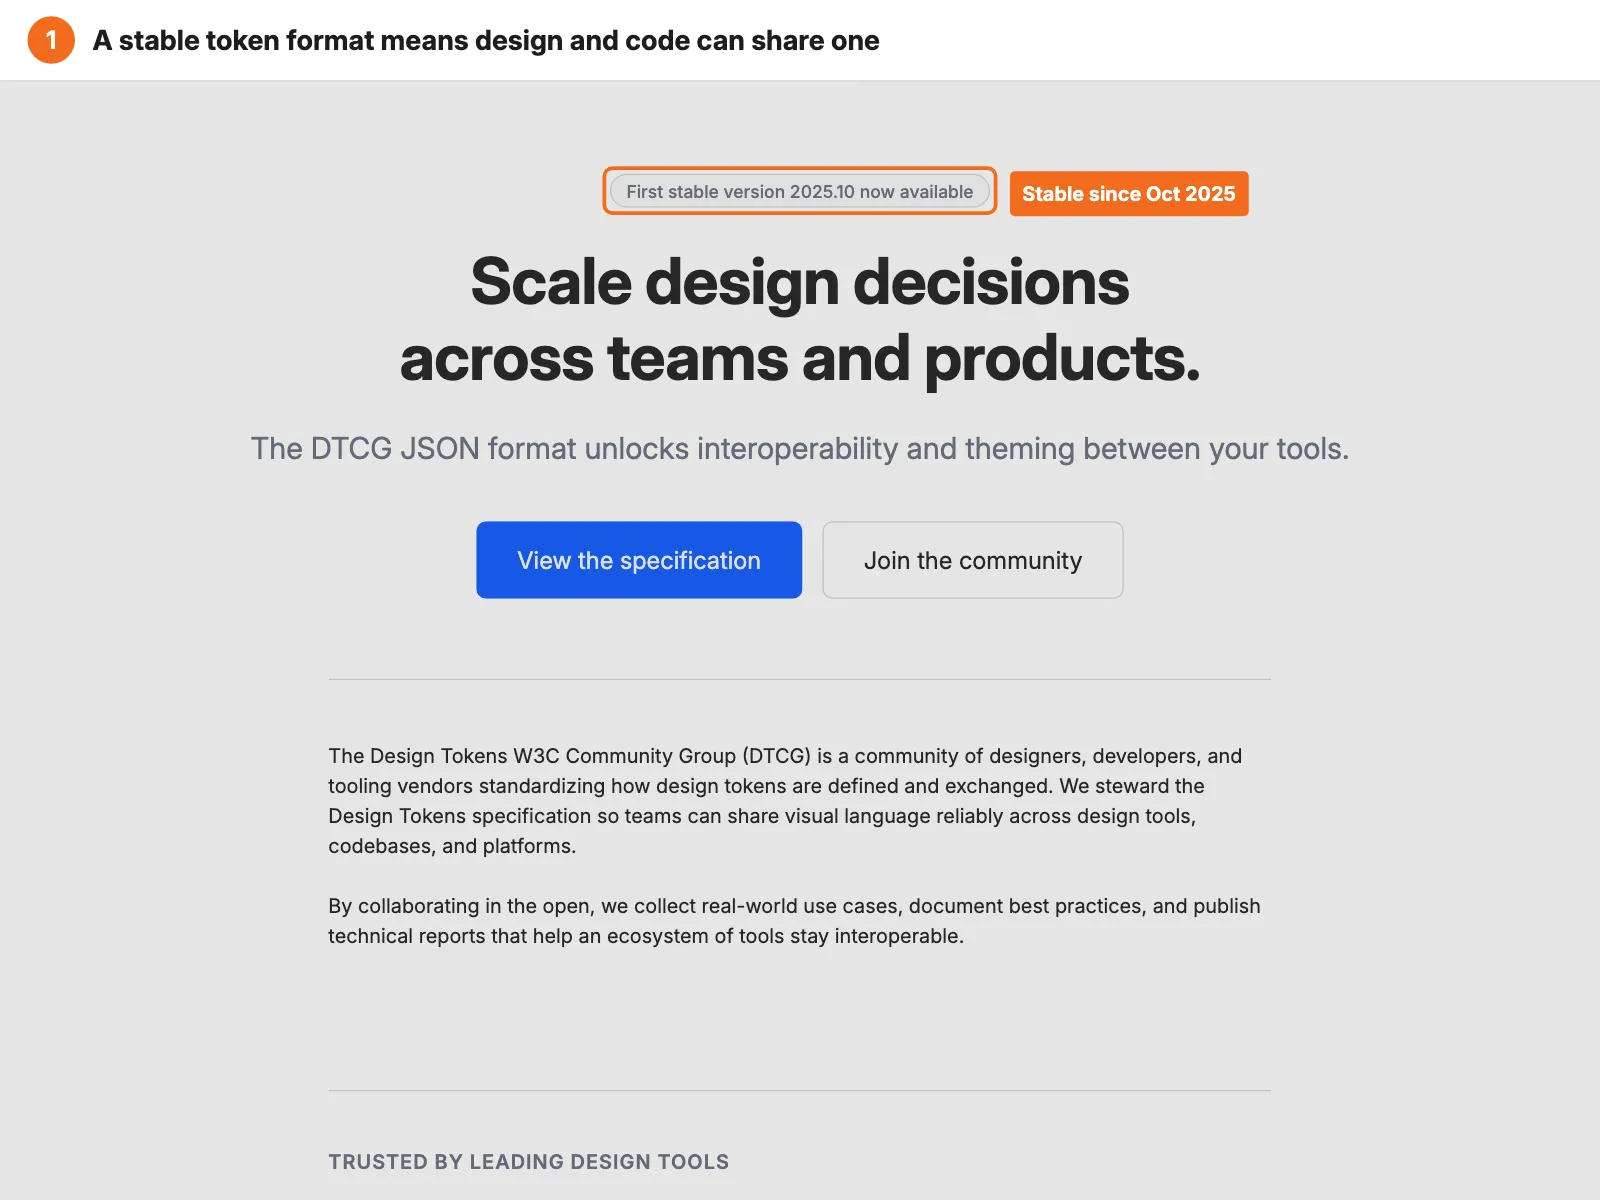 1
A stable token format means design and code can share one
First stable version 2025.10 now available
Stable since Oct 2025
Scale design decisions
across teams and products.
The DTCG JSON format unlocks interoperability and theming between your tools.
View the specification
Join the community
The Design Tokens W3C Community Group (DTCG) is a community of designers, developers, and
tooling vendors standardizing how design tokens are defined and exchanged. We steward the
Design Tokens specification so teams can share visual language reliably across design tools,
codebases, and platforms.
By collaborating in the open, we collect real-world use cases, document best practices, and publish
technical reports that help an ecosystem of tools stay interoperable.
TRUSTED BY LEADING DESIGN TOOLS